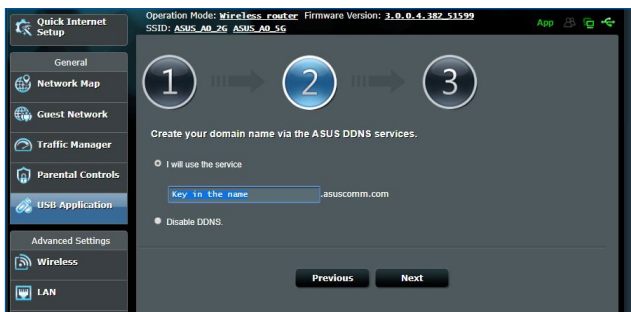 Quick Internet Setup
Operation Mode: Wireless router Firmware Version: 3.0.0.4.382_51599
SSID: ASUS_A0_2G ASUS_A0_5G
App
General
Network Map
Guest Network
Traffic Manager
Parental Controls
USB Application
Advanced Settings
Wireless
LAN
1 2 3
Create your domain name via the ASUS DDNS services.
I will use the service
Key in the name .asuscomm.com
Disable DDNS.
Previous Next